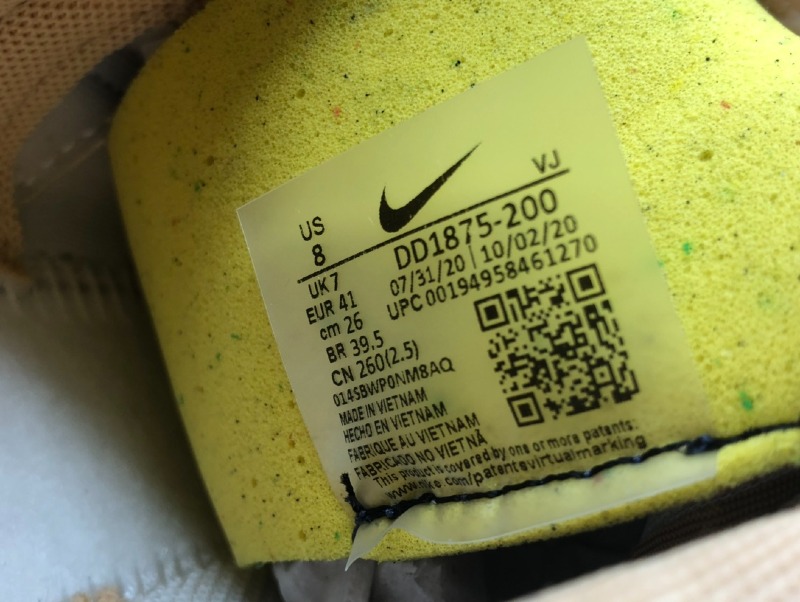 VJ
US
8
DD1875-200
UK 7
07/31/20 10/02/20
EUR 41
UPC 00194958461270
cm 26
BR 39.5
CN 260(2.5)
014SBWP0NM8AQ
MADE IN VIETNAM
HECHO EN VIETNAM
FABRIQUE AU VIETNAM
FABRICADO NO VIETNÃ
This product is covered by one or more patents:
www.nike.com/patentsvirtualmarking